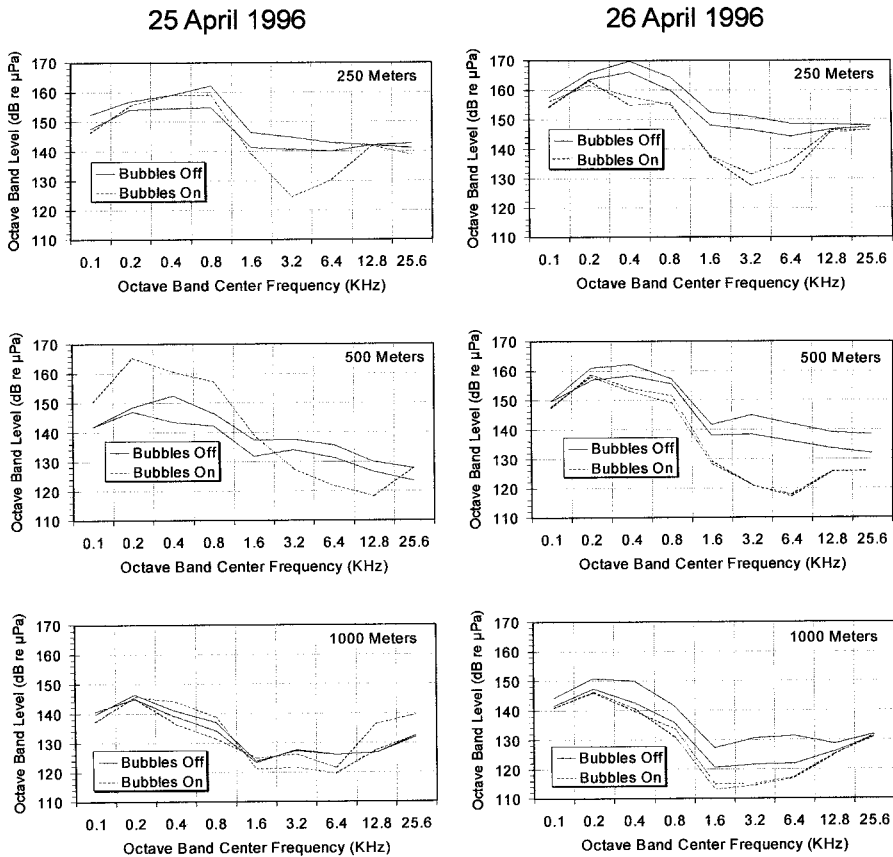 25 April 1996
26 April 1996
250 Meters
Octave Band Level (dB re µPa)
170
160
150
140
130
120
110
Bubbles Off
Bubbles On
0.1 0.2 0.4 0.8 1.6 3.2 6.4 12.8 25.6
Octave Band Center Frequency (KHz)
250 Meters
Octave Band Level (dB re µPa)
170
160
150
140
130
120
110
Bubbles Off
Bubbles On
0.1 0.2 0.4 0.8 1.6 3.2 6.4 12.8 25.6
Octave Band Center Frequency (KHz)
500 Meters
Octave Band Level (dB re µPa)
170
160
150
140
130
120
110
Bubbles Off
Bubbles On
0.1 0.2 0.4 0.8 1.6 3.2 6.4 12.8 25.6
Octave Band Center Frequency (KHz)
500 Meters
Octave Band Level (dB re µPa)
170
160
150
140
130
120
110
Bubbles Off
Bubbles On
0.1 0.2 0.4 0.8 1.6 3.2 6.4 12.8 25.6
Octave Band Center Frequency (KHz)
1000 Meters
Octave Band Level (dB re µPa)
170
160
150
140
130
120
110
Bubbles Off
Bubbles On
0.1 0.2 0.4 0.8 1.6 3.2 6.4 12.8 25.6
Octave Band Center Frequency (KHz)
1000 Meters
Octave Band Level (dB re µPa)
170
160
150
140
130
120
110
Bubbles Off
Bubbles On
0.1 0.2 0.4 0.8 1.6 3.2 6.4 12.8 25.6
Octave Band Center Frequency (KHz)